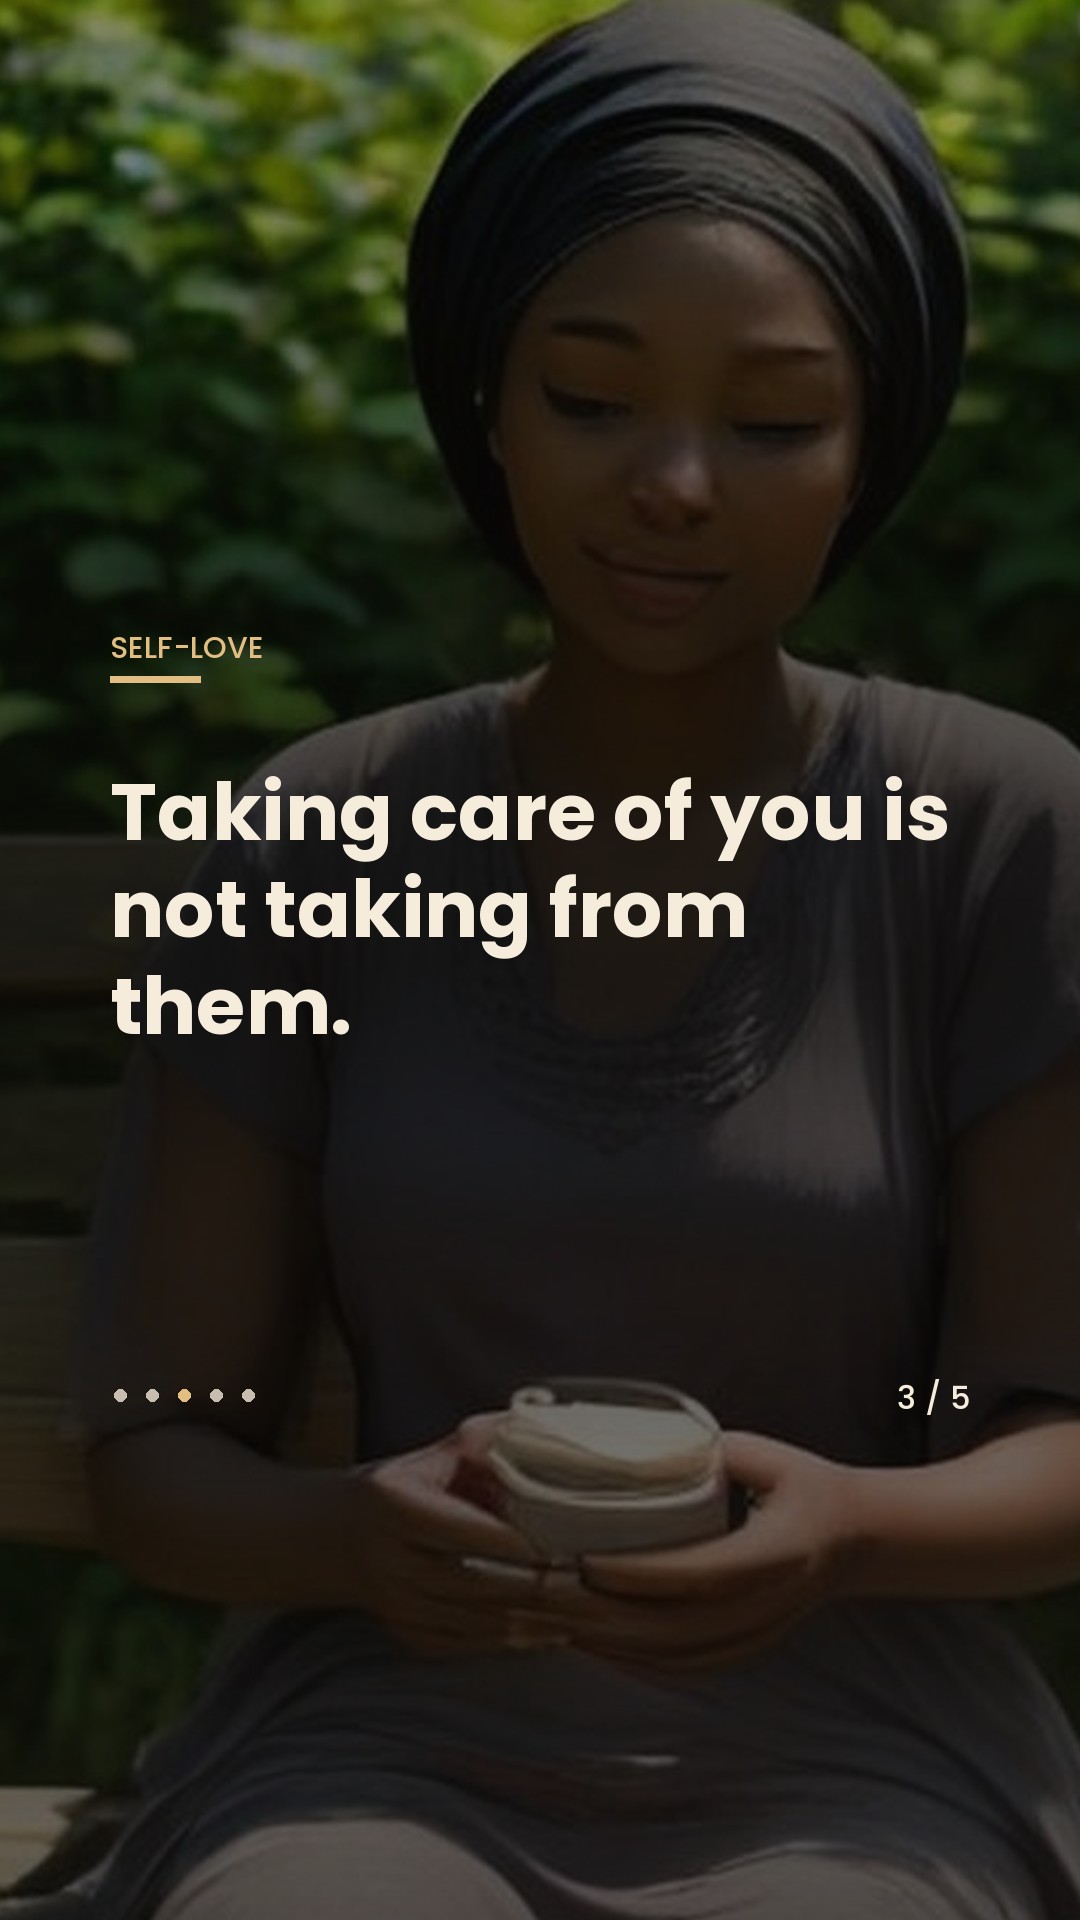 SELF-LOVE
Taking care of you is
not taking from
them.
3 / 5